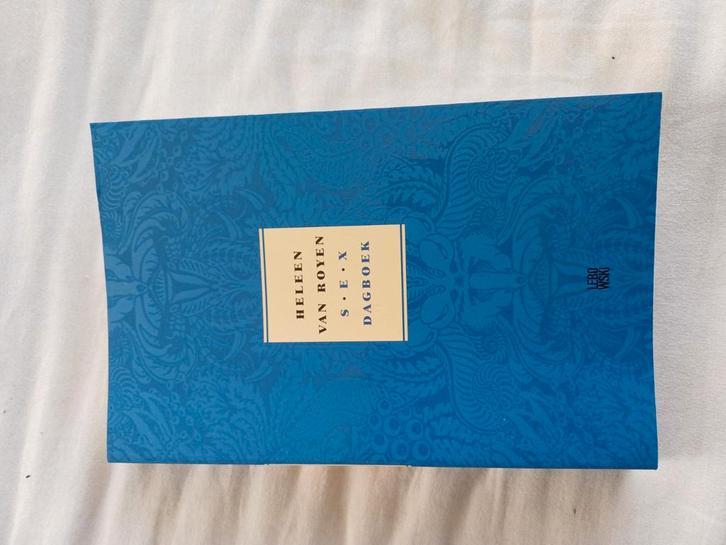 HELEEN
VAN ROYEN
S·E·X
DAGBOEK
LEBO
WSKI